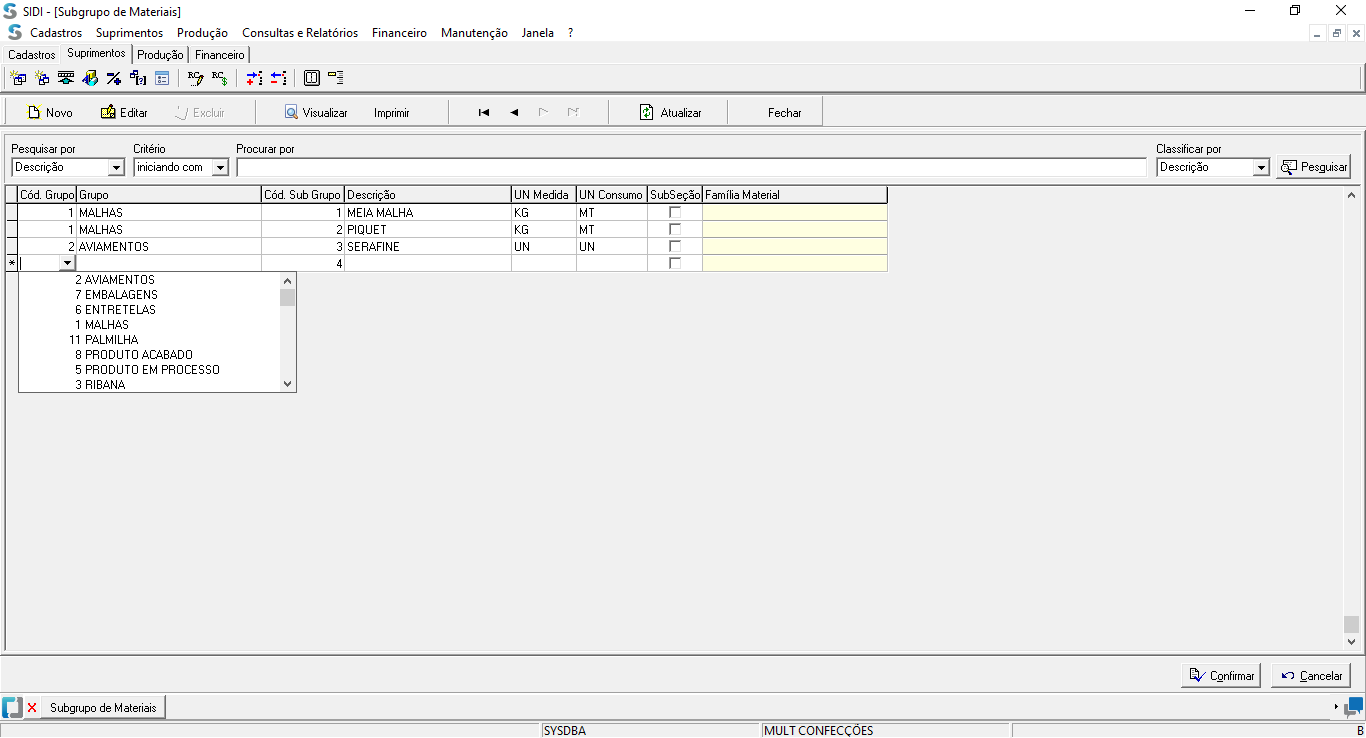 SIDI - [Subgrupo de Materiais]
Cadastros Suprimentos Produção Consultas e Relatórios Financeiro Manutenção Janela ?
Cadastros Suprimentos Produção Financeiro
Novo Editar Excluir Visualizar Imprimir Atualizar Fechar
Pesquisar por Critério Procurar por Classificar por
Descrição iniciando com Descrição Pesquisar
Cód. Grupo Grupo Cód. Sub Grupo Descrição UN Medida UN Consumo SubSeção Família Material
1 MALHAS 1 MEIA MALHA KG MT
1 MALHAS 2 PIQUET KG MT
2 AVIAMENTOS 3 SERAFINE UN UN
* 4
2 AVIAMENTOS
7 EMBALAGENS
6 ENTRETELAS
1 MALHAS
11 PALMILHA
8 PRODUTO ACABADO
5 PRODUTO EM PROCESSO
3 RIBANA
Confirmar Cancelar
Subgrupo de Materiais
SYSDBA MULT CONFECÇÕES B